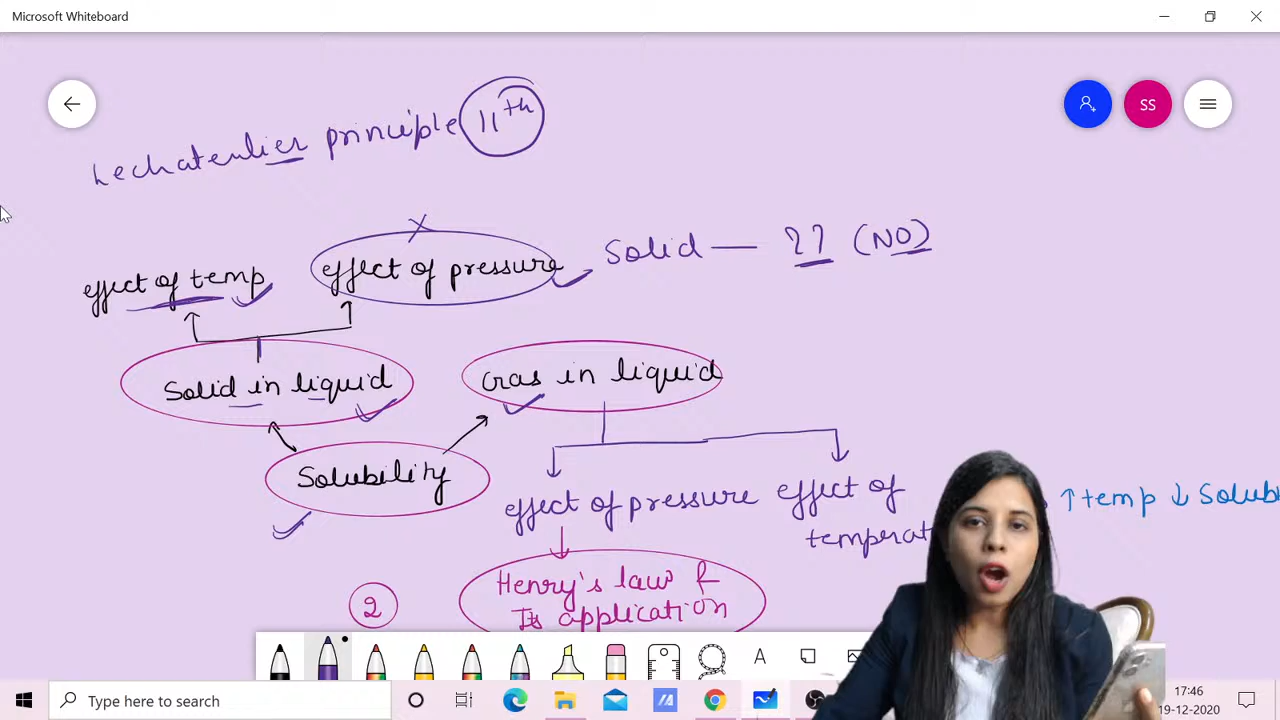 Microsoft Whiteboard
SS
Lechatenlier principle 11th
effect of temp
effect of pressure
Solid — ?? (NO)
Solid in liquid
Gas in liquid
Solubility
effect of pressure
effect of
temperat
↑ temp ↓ Solub
Henry's law &
Its application
2
A
Type here to search
17:46
19-12-2020